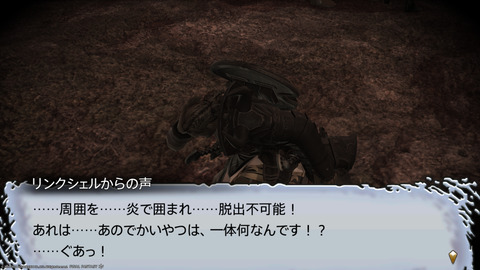 リンクシェルからの声
……周囲を……炎で囲まれ……脱出不可能！
あれは……あのでかいやつは、一体何なんです！？
……ぐあっ！